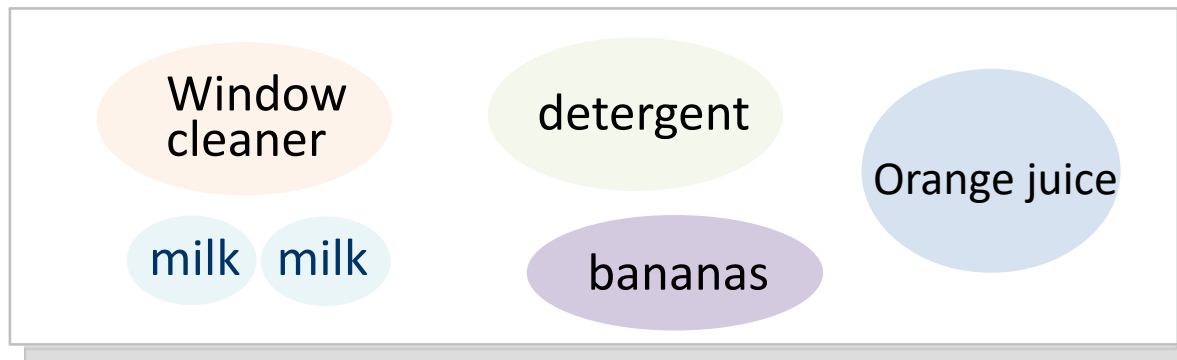 Window
cleaner
detergent
Orange juice
milk
milk
bananas